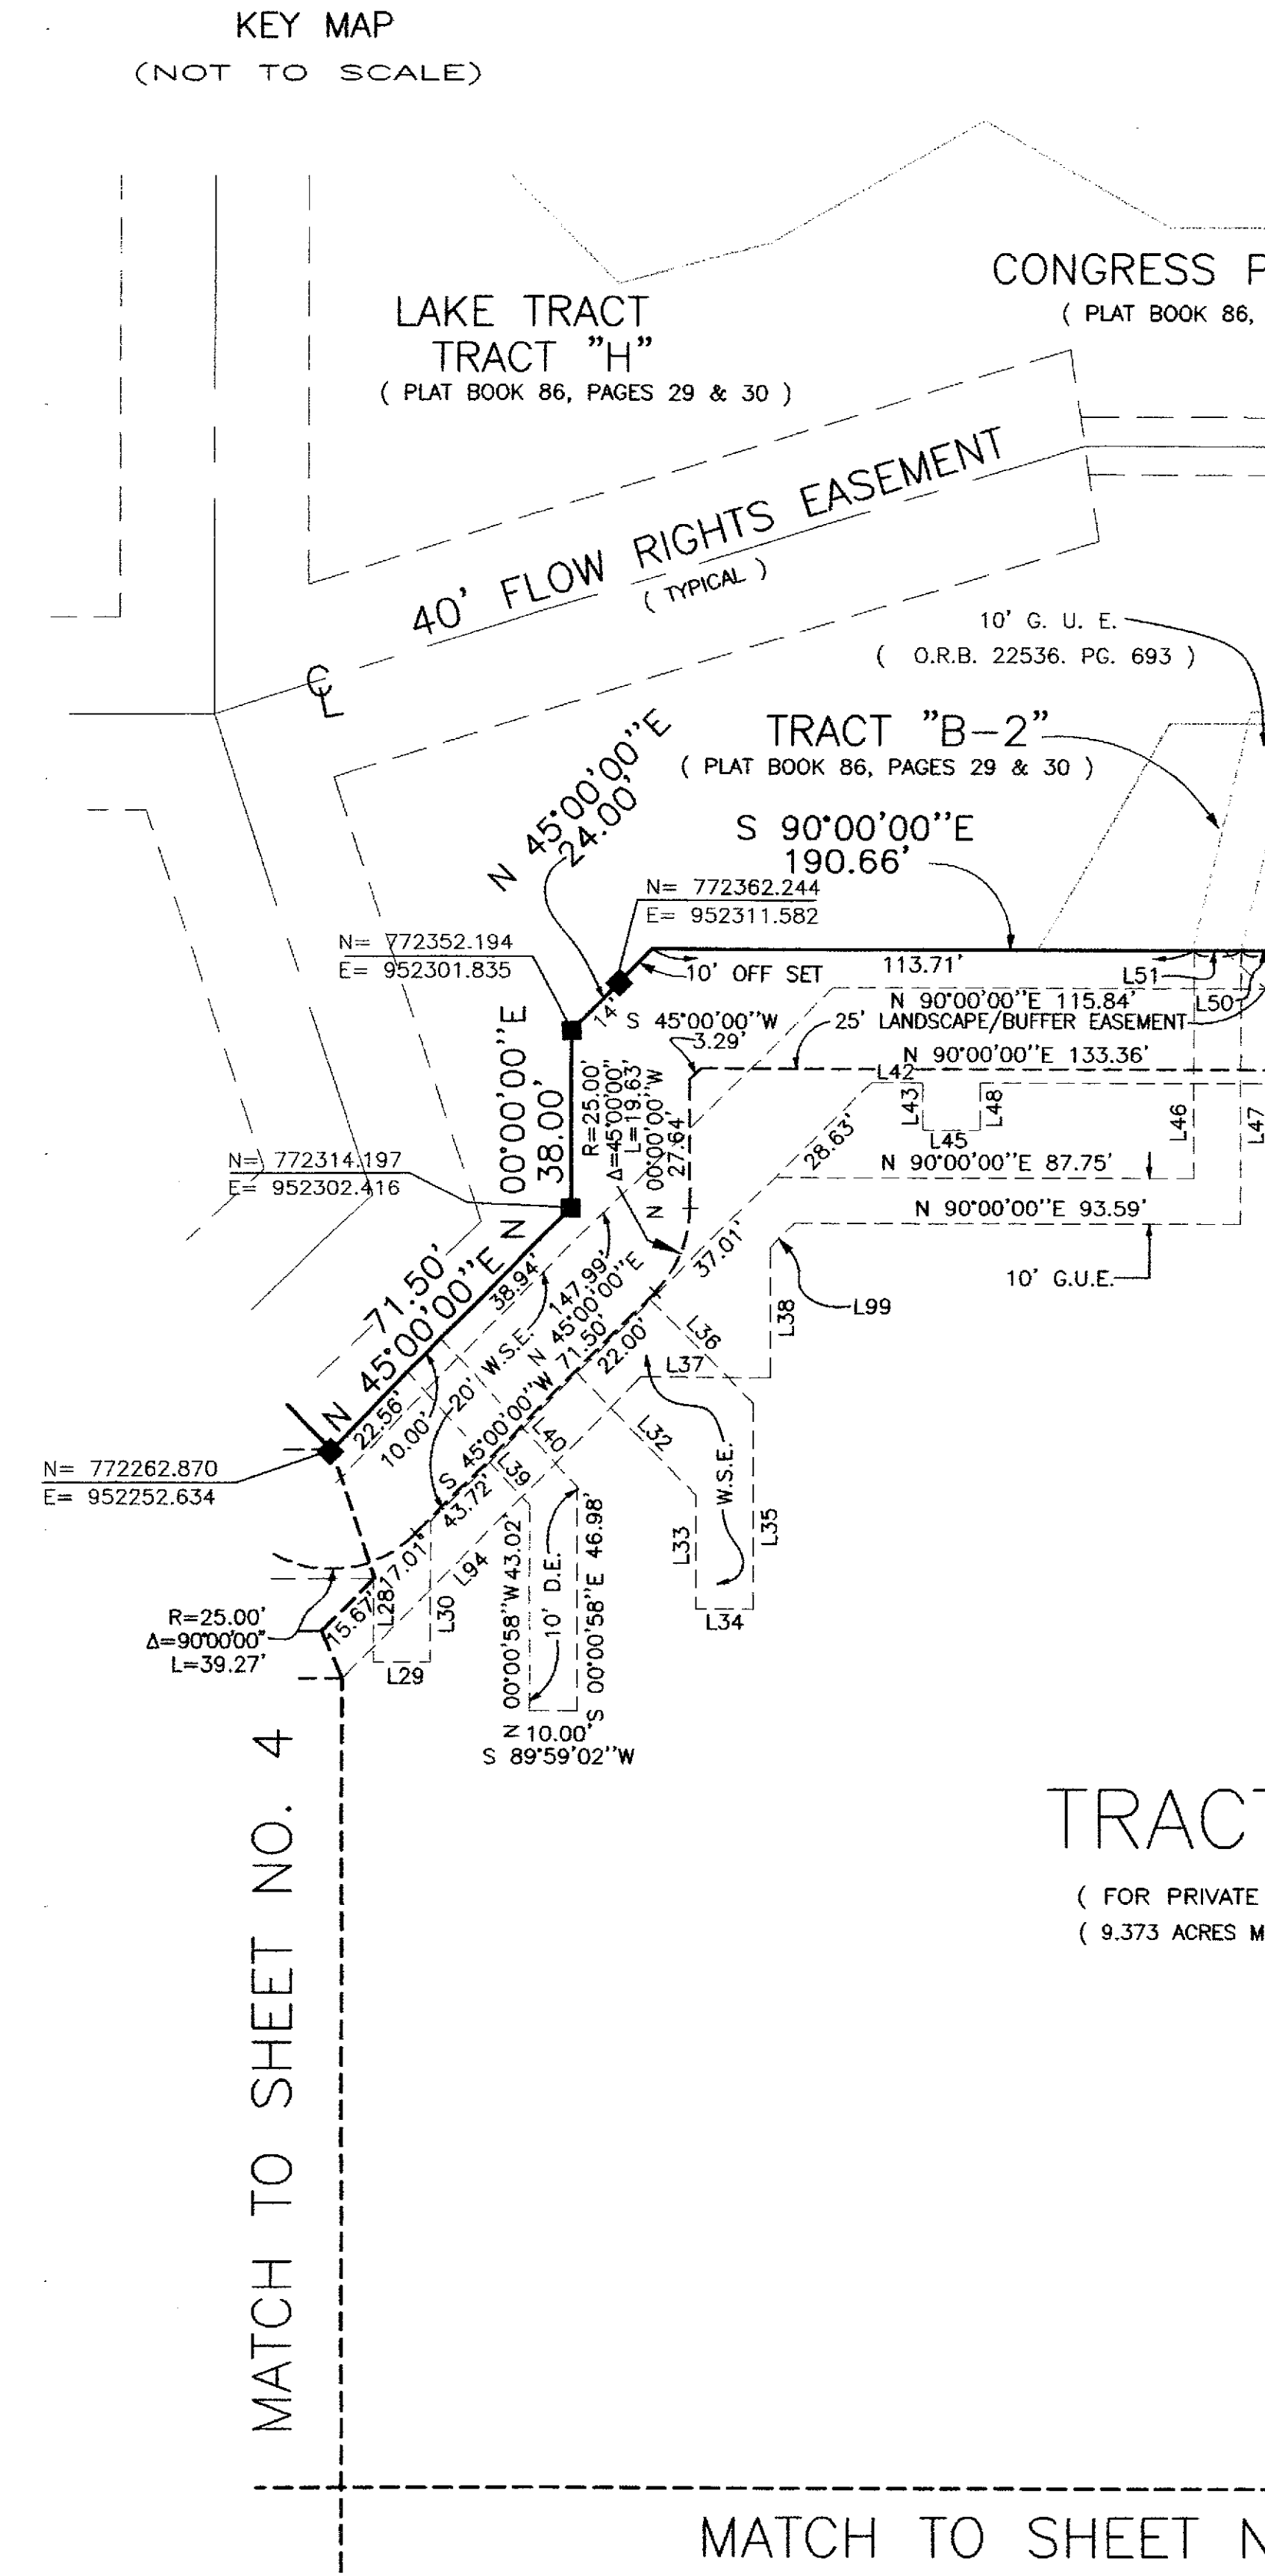 KEY MAP
(NOT TO SCALE)
CONGRESS P
( PLAT BOOK 86,
LAKE TRACT
TRACT "H"
( PLAT BOOK 86, PAGES 29 & 30 )
40' FLOW RIGHTS EASEMENT
( TYPICAL )
10' G. U. E.
( O.R.B. 22536. PG. 693 )
CL
TRACT "B-2"
( PLAT BOOK 86, PAGES 29 & 30 )
N 45°00'00"E
24.00'
S 90°00'00"E
190.66'
N= 772362.244
E= 952311.582
N= 772352.194
E= 952301.835
10' OFF SET
113.71'
L51
L50
14'
S 45°00'00"W
3.29'
N 90°00'00"E 115.84'
25' LANDSCAPE/BUFFER EASEMENT
N 90°00'00"E 133.36'
N 00°00'00"E
38.00'
R=25.00'
Δ=45°00'00"
L=19.63'
N 00°00'00"W
27.64'
L42
L43
L48
L45
L46
L47
28.63'
N 90°00'00"E 87.75'
N= 772314.197
E= 952302.416
N 90°00'00"E 93.59'
10' G.U.E.
37.01'
L38
L99
71.50'
N 45°00'00"E
38.94'
147.99'
N 45°00'00"E
20' W.S.E.
71.50'
S 45°00'00"W
22.00'
L36
L37
22.56'
10.00'
L40
L32
W.S.E.
N= 772262.870
E= 952252.634
L39
43.72'
L33
L35
L34
17.01'
L94
N 00°00'58"W 43.02'
10' D.E.
S 00°00'58"E 46.98'
R=25.00'
Δ=90°00'00"
L=39.27'
15.67'
L28
L30
L29
10.00'
S 89°59'02"W
MATCH TO SHEET NO. 4
TRACT
( FOR PRIVATE
( 9.373 ACRES M
MATCH TO SHEET N